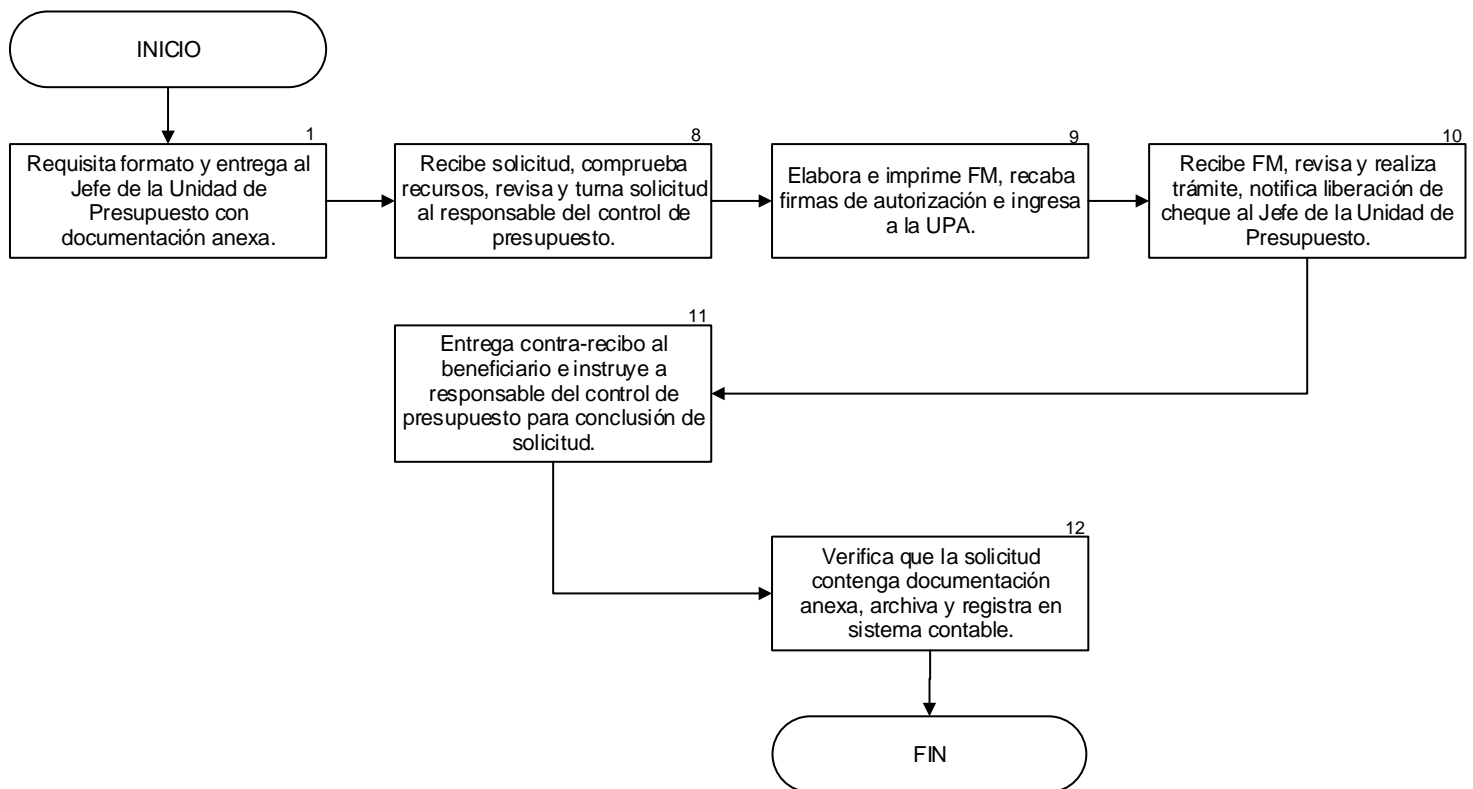 INICIO
1
Requisita formato y entrega al
Jefe de la Unidad de
Presupuesto con
documentación anexa.
8
Recibe solicitud, comprueba
recursos, revisa y turna solicitud
al responsable del control de
presupuesto.
9
Elabora e imprime FM, recaba
firmas de autorización e ingresa
a la UPA.
10
Recibe FM, revisa y realiza
trámite, notifica liberación de
cheque al Jefe de la Unidad de
Presupuesto.
11
Entrega contra-recibo al
beneficiario e instruye a
responsable del control de
presupuesto para conclusión de
solicitud.
12
Verifica que la solicitud
contenga documentación
anexa, archiva y registra en
sistema contable.
FIN